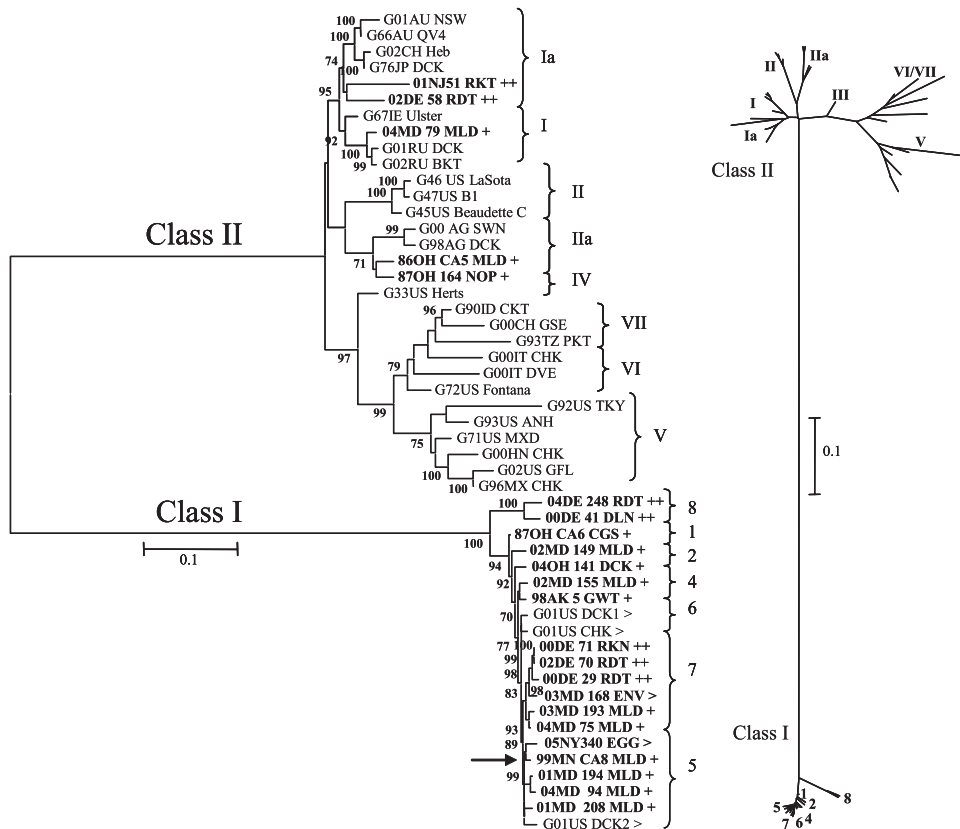 100 G01AU NSW
100 G66AU QV4
G02CH Heb
74 100 G76JP DCK
Ia
01NJ51 RKT ++
95 02DE 58 RDT ++
G67IE Ulster
92 04MD 79 MLD +
I
100 G01RU DCK
99 G02RU BKT
100 G46 US LaSota
100 G47US B1
II
G45US Beaudette C
99 G00 AG SWN
Class II
G98AG DCK
IIa
71 86OH CA5 MLD +
87OH 164 NOP +
IV
G33US Herts
96 G90ID CKT
G00CH GSE
VII
G93TZ PKT
97 G00IT CHK
79 G00IT DVE
VI
G72US Fontana
99 G92US TKY
G93US ANH
75 G71US MXD
V
G00HN CHK
100 G02US GFL
100 G96MX CHK
100 04DE 248 RDT ++
8
Class I
00DE 41 DLN ++
87OH CA6 CGS +
1
100 02MD 149 MLD +
2
94 04OH 141 DCK +
0.1
92 02MD 155 MLD +
4
98AK 5 GWT +
70 G01US DCK1 >
6
G01US CHK >
77 100 00DE 71 RKN ++
99 02DE 70 RDT ++
7
98 00DE 29 RDT ++
83 98 03MD 168 ENV >
03MD 193 MLD +
93 04MD 75 MLD +
89 05NY340 EGG >
99MN CA8 MLD +
5
99 01MD 194 MLD +
04MD 94 MLD +
01MD 208 MLD +
G01US DCK2 >
II IIa
VI/VII
I III
Ia
V
Class II
0.1
Class I
1 8
5 2
4
7 6